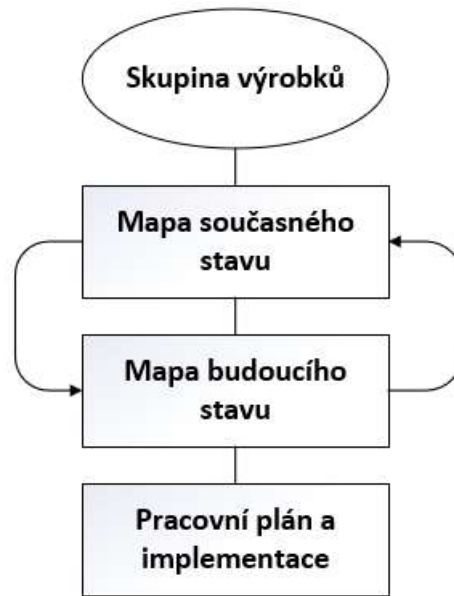 Skupina výrobků
Mapa současného
stavu
Mapa budoucího
stavu
Pracovní plán a
implementace